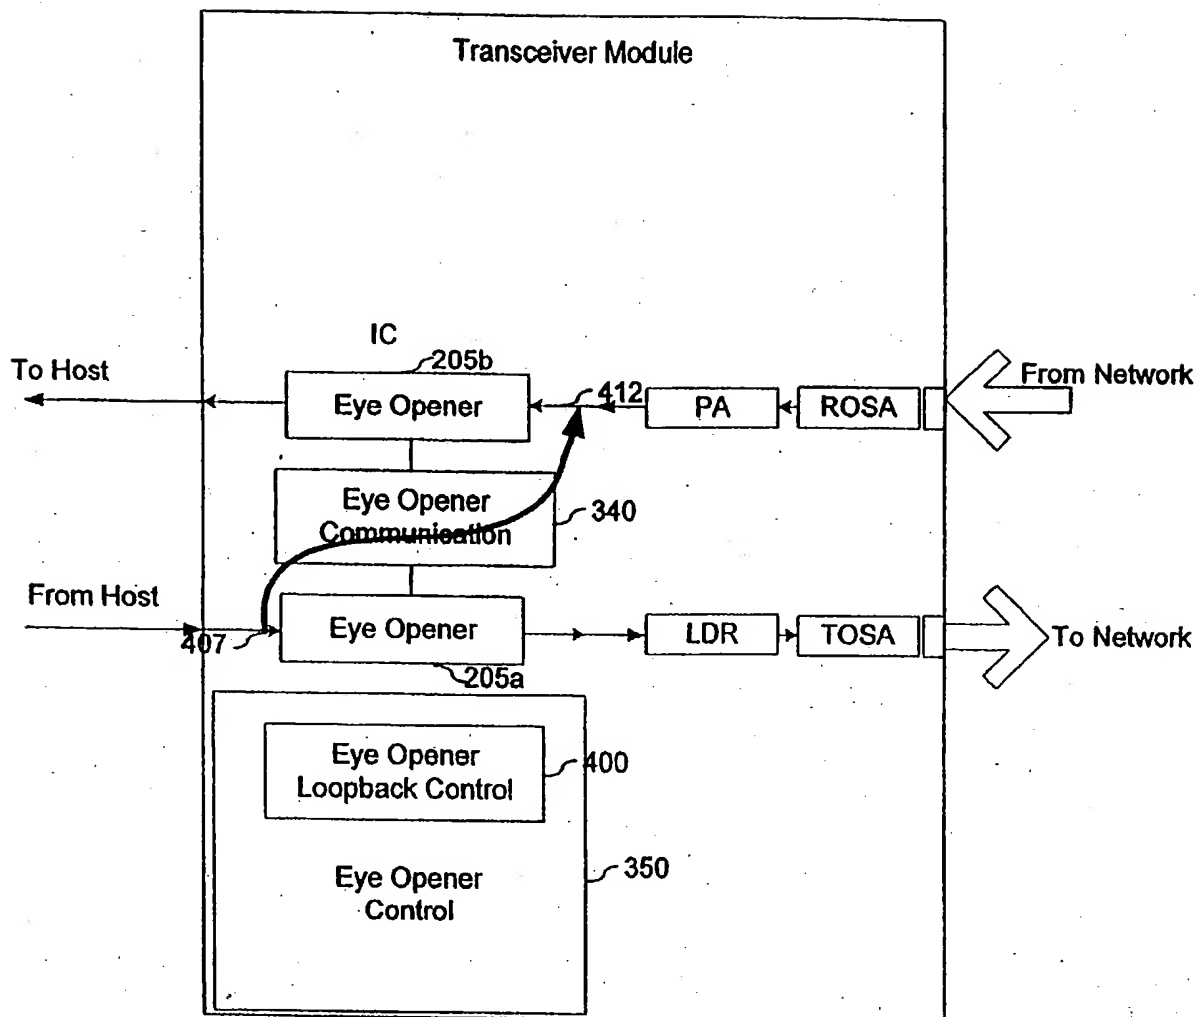 Transceiver Module
IC
205b
To Host
From Network
Eye Opener
412
PA
ROSA
Eye Opener
Communication
340
From Host
407
Eye Opener
LDR
TOSA
To Network
205a
Eye Opener
Loopback Control
400
Eye Opener
Control
350